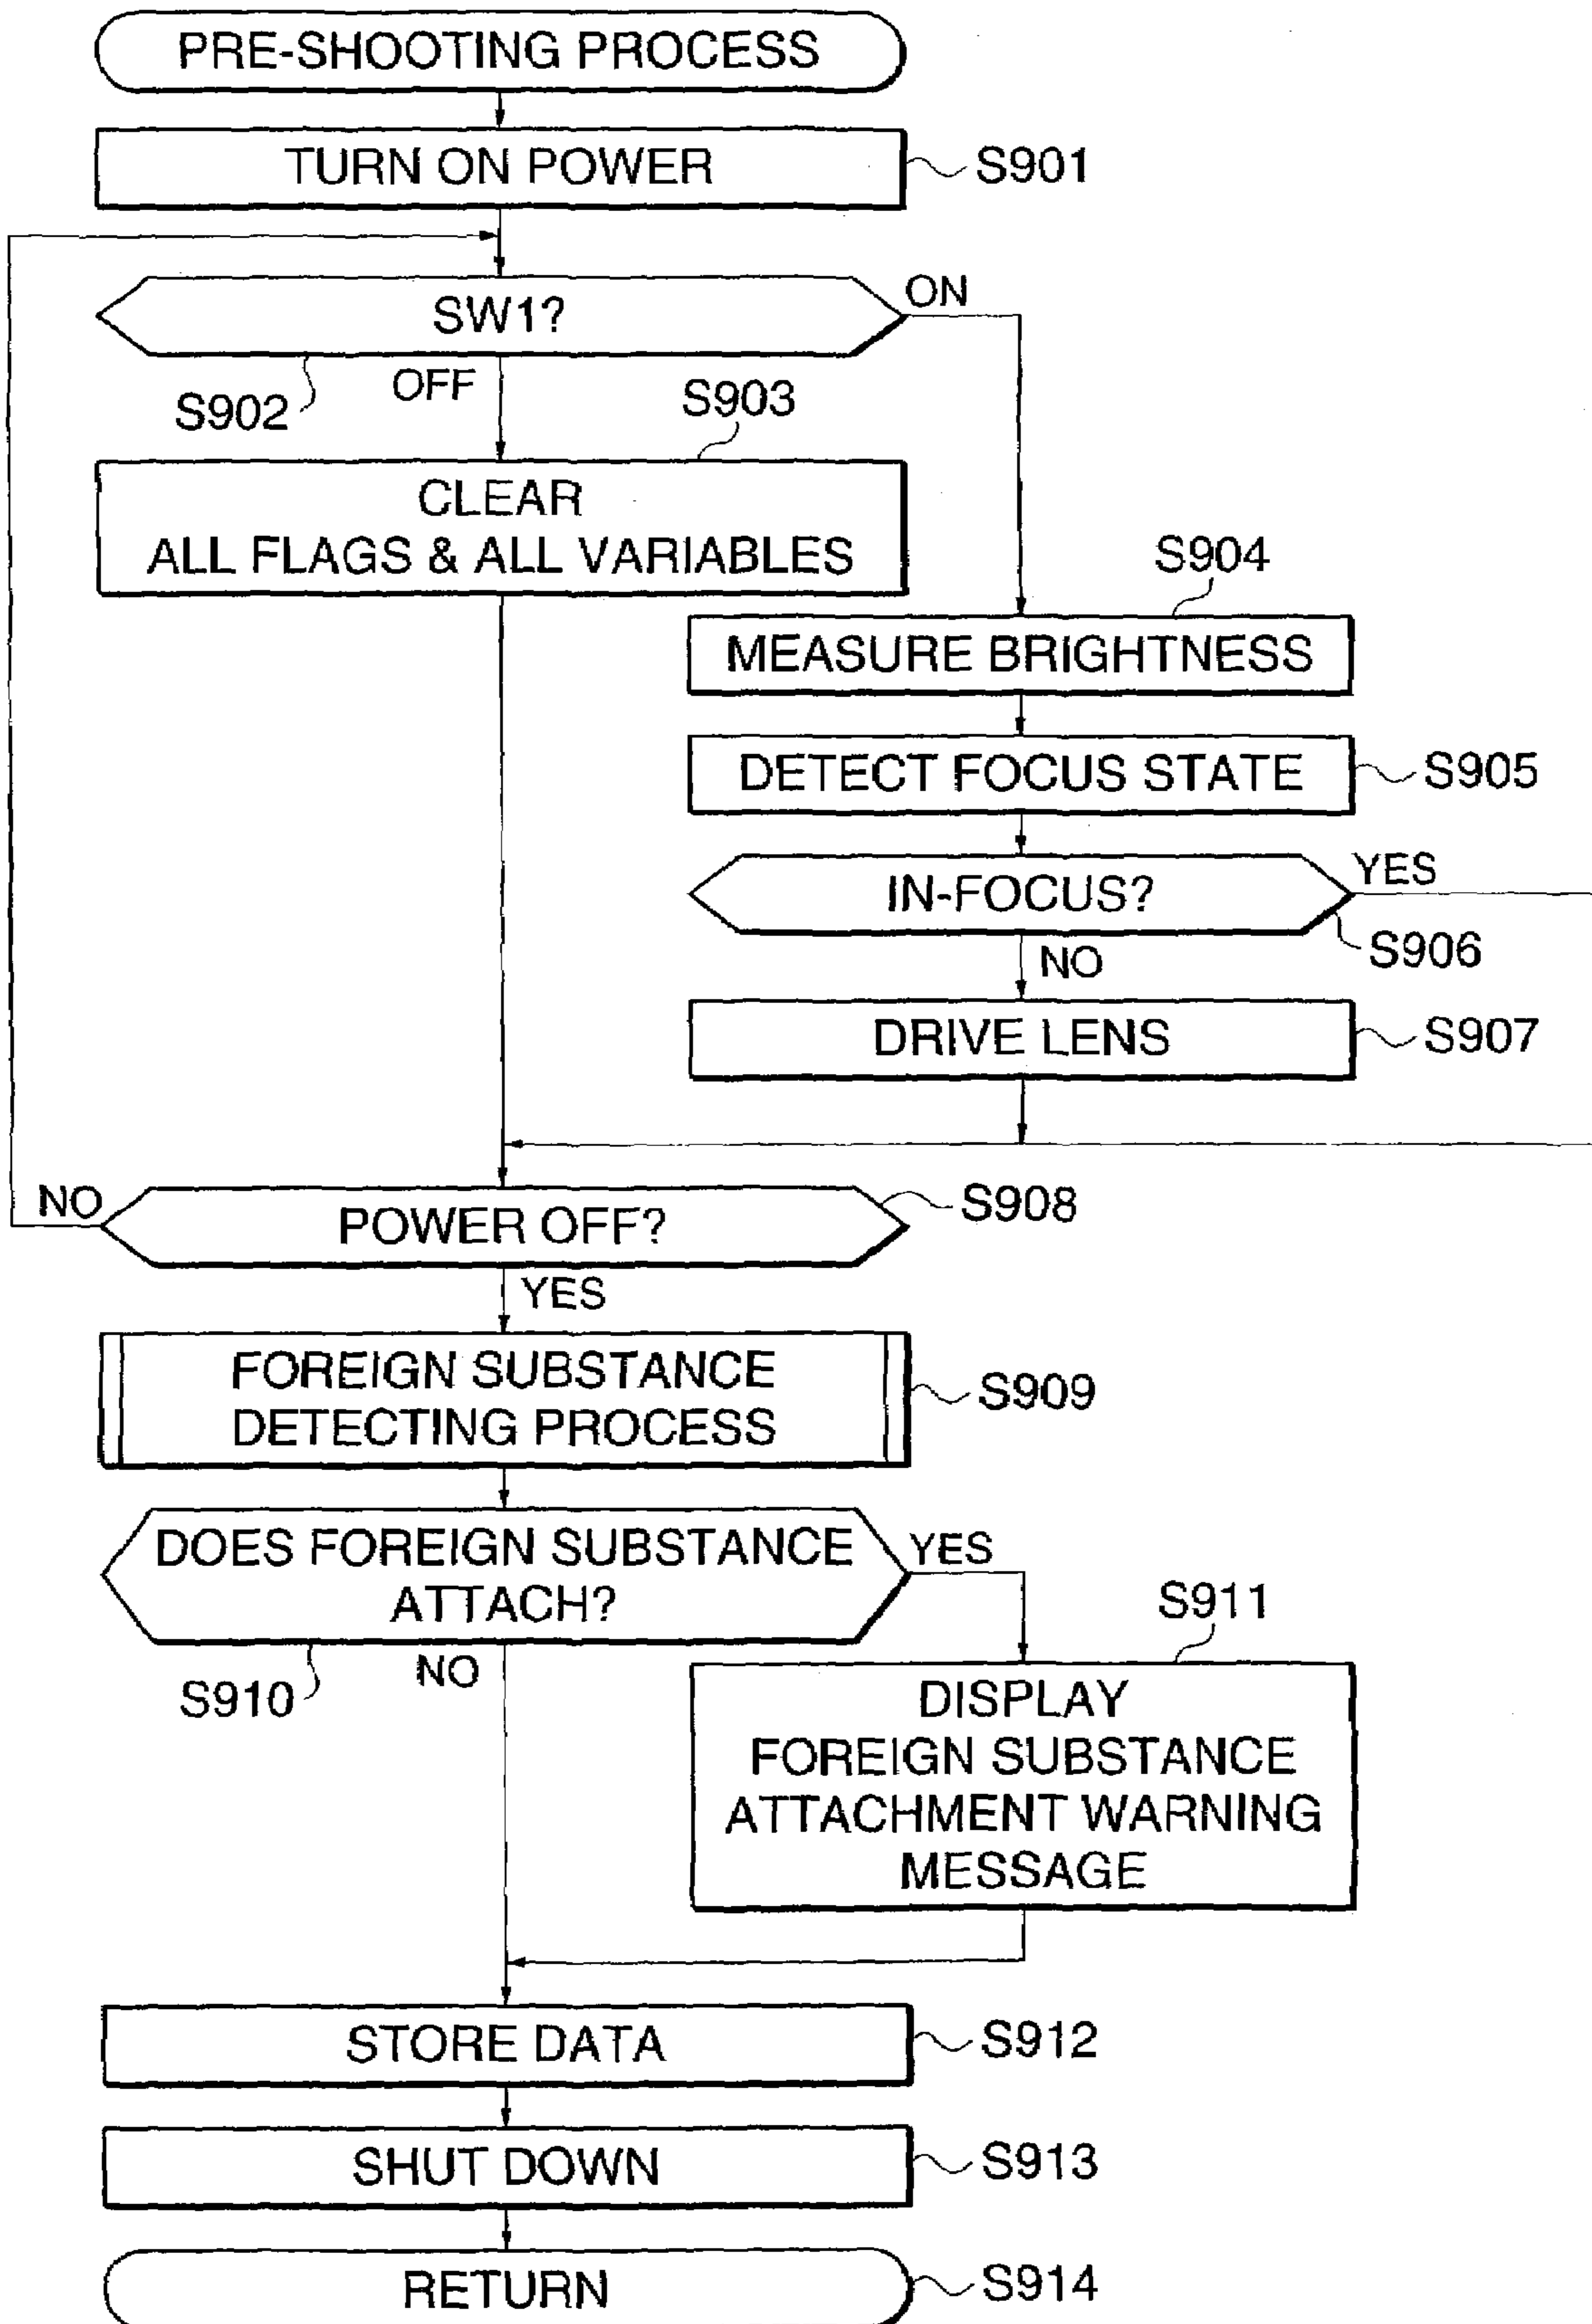 PRE-SHOOTING PROCESS
TURN ON POWER
S901
SW1?
ON
S902
OFF
S903
CLEAR
ALL FLAGS & ALL VARIABLES
S904
MEASURE BRIGHTNESS
DETECT FOCUS STATE
S905
IN-FOCUS?
YES
S906
NO
DRIVE LENS
S907
NO
POWER OFF?
S908
YES
FOREIGN SUBSTANCE
DETECTING PROCESS
S909
DOES FOREIGN SUBSTANCE
ATTACH?
YES
S910
NO
S911
DISPLAY
FOREIGN SUBSTANCE
ATTACHMENT WARNING
MESSAGE
STORE DATA
S912
SHUT DOWN
S913
RETURN
S914